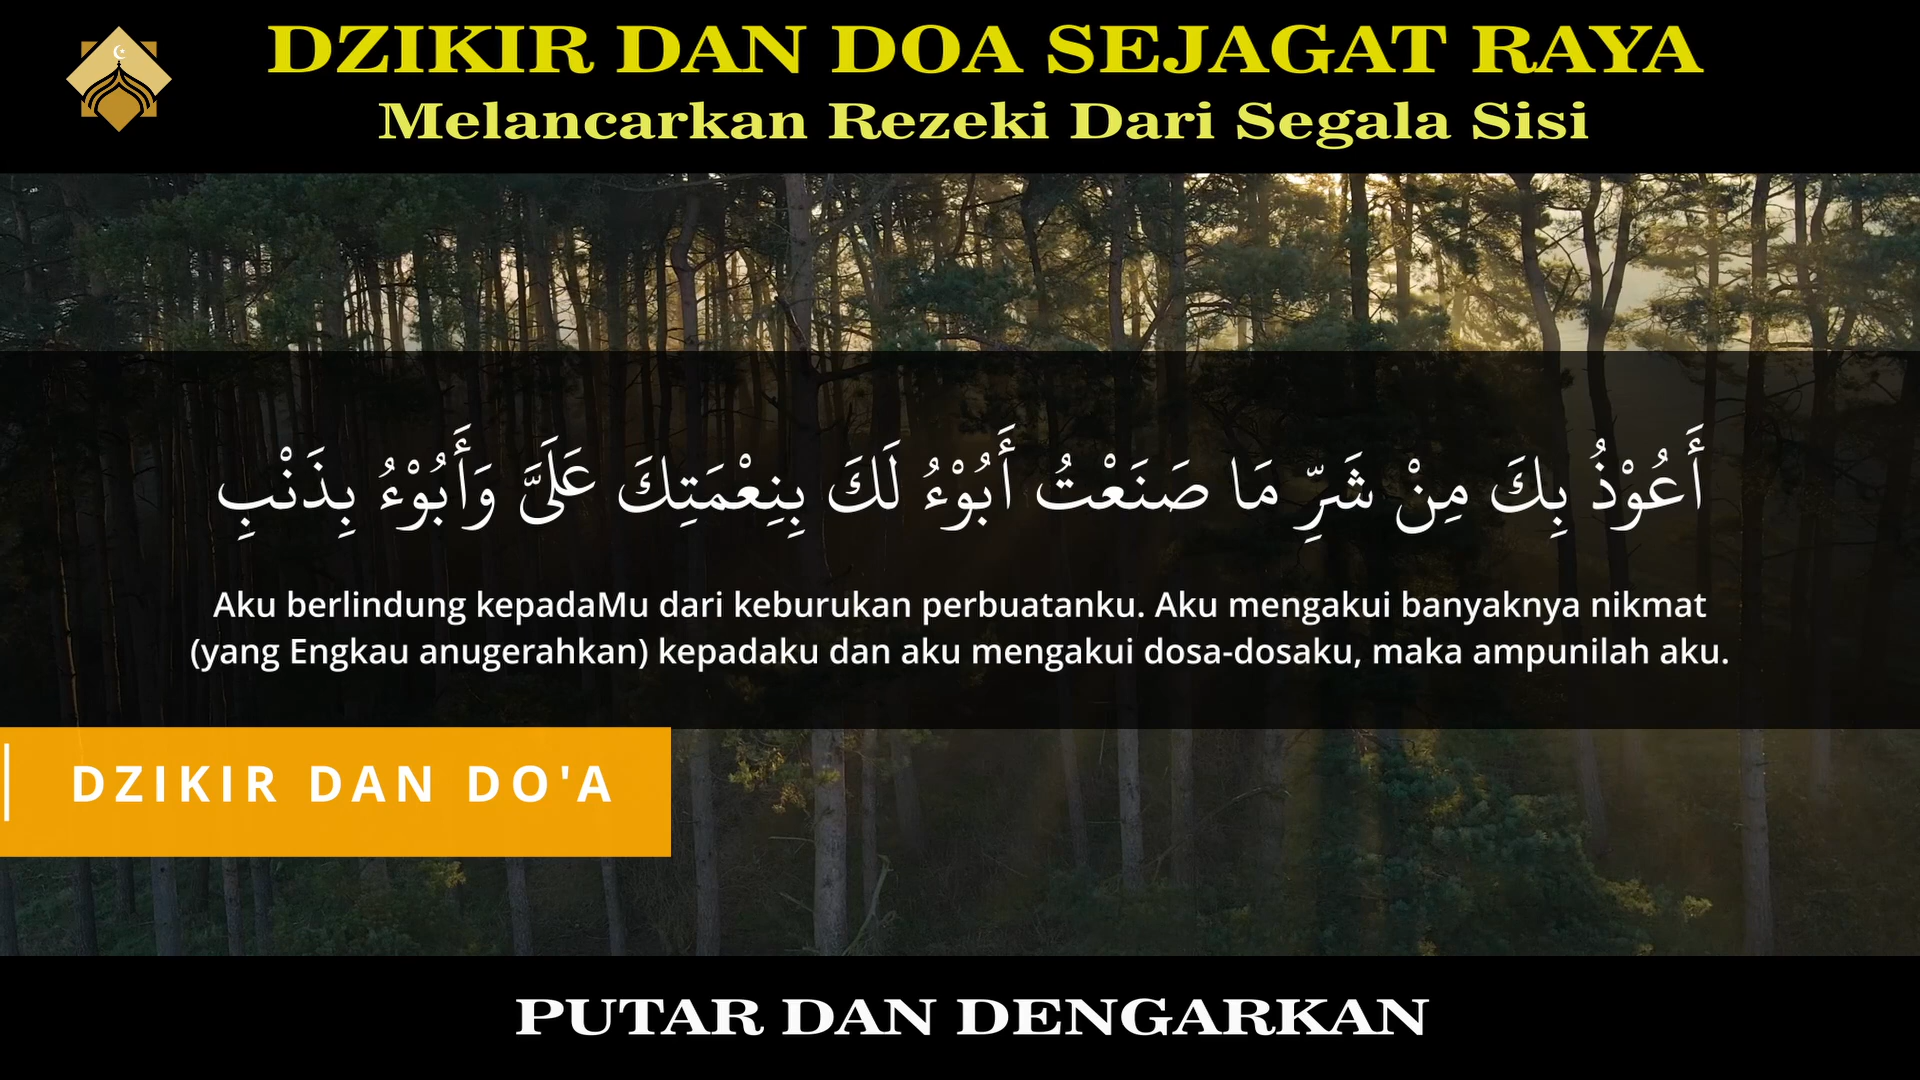 DZIKIR DAN DOA SEJAGAT RAYA
Melancarkan Rezeki Dari Segala Sisi
أَعُوْذُ بِكَ مِنْ شَرِّ مَا صَنَعْتُ أَبُوْءُ لَكَ بِنِعْمَتِكَ عَلَىَّ وَأَبُوْءُ بِذَنْبِ
Aku berlindung kepadaMu dari keburukan perbuatanku. Aku mengakui banyaknya nikmat
(yang Engkau anugerahkan) kepadaku dan aku mengakui dosa-dosaku, maka ampunilah aku.
DZIKIR DAN DO'A
PUTAR DAN DENGARKAN